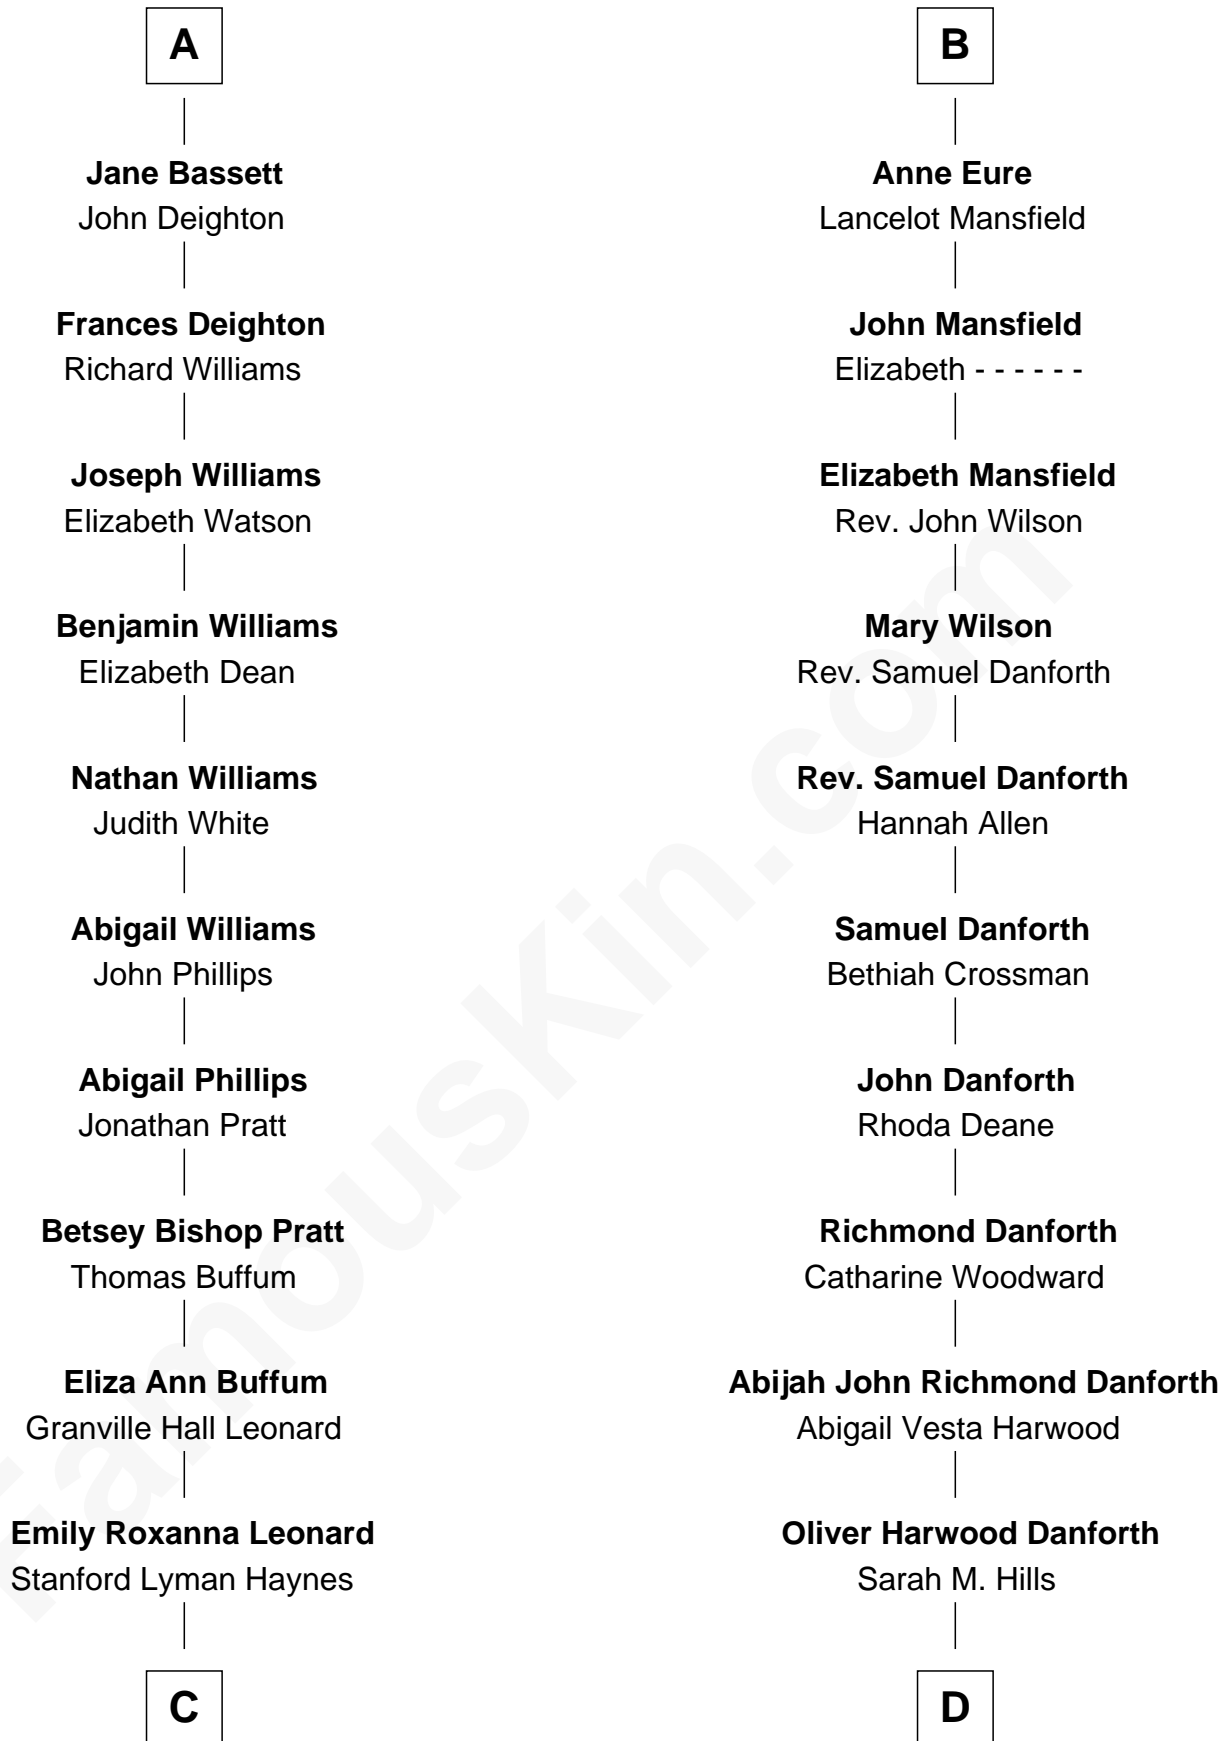 A
Jane Bassett
John Deighton
Frances Deighton
Richard Williams
Joseph Williams
Elizabeth Watson
Benjamin Williams
Elizabeth Dean
Nathan Williams
Judith White
Abigail Williams
John Phillips
Abigail Phillips
Jonathan Pratt
Betsey Bishop Pratt
Thomas Buffum
Eliza Ann Buffum
Granville Hall Leonard
Emily Roxanna Leonard
Stanford Lyman Haynes
C
B
Anne Eure
Lancelot Mansfield
John Mansfield
Elizabeth - - - - - -
Elizabeth Mansfield
Rev. John Wilson
Mary Wilson
Rev. Samuel Danforth
Rev. Samuel Danforth
Hannah Allen
Samuel Danforth
Bethiah Crossman
John Danforth
Rhoda Deane
Richmond Danforth
Catharine Woodward
Abijah John Richmond Danforth
Abigail Vesta Harwood
Oliver Harwood Danforth
Sarah M. Hills
D
FamousKin.com